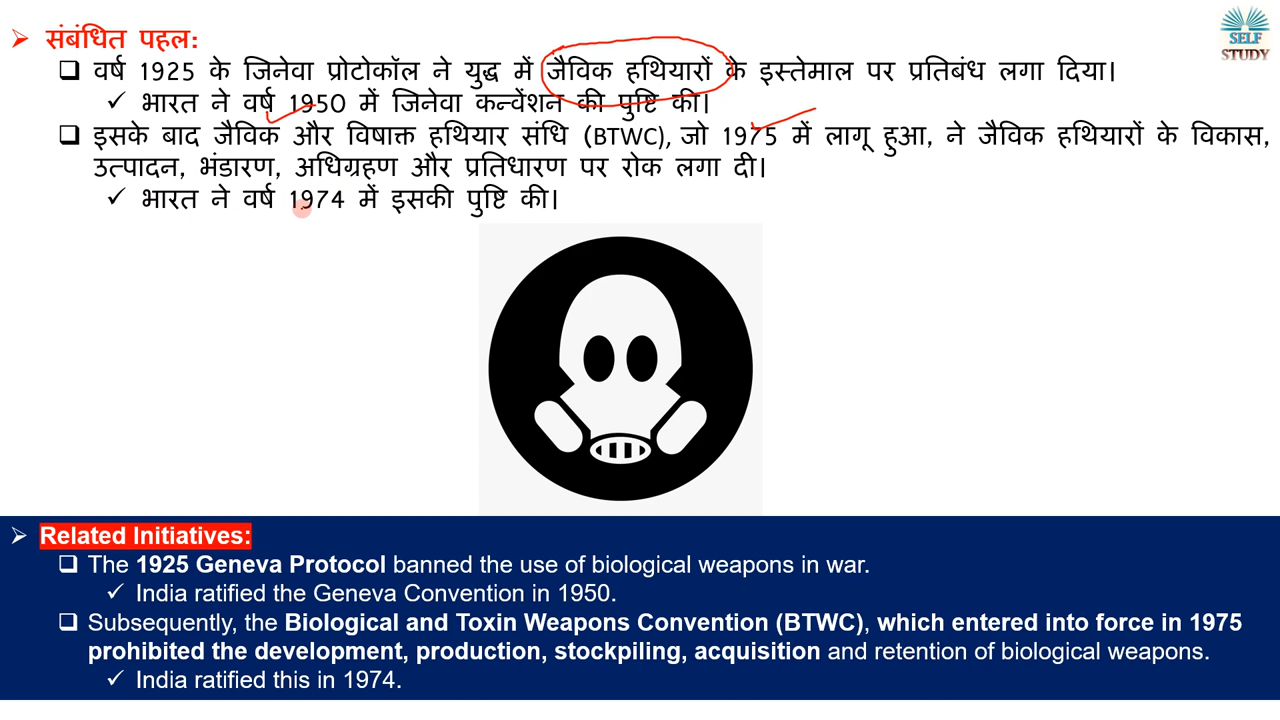 SELF
STUDY
➢ संबंधित पहल:
❑ वर्ष 1925 के जिनेवा प्रोटोकॉल ने युद्ध में जैविक हथियारों के इस्तेमाल पर प्रतिबंध लगा दिया।
✓ भारत ने वर्ष 1950 में जिनेवा कन्वेंशन की पुष्टि की।
❑ इसके बाद जैविक और विषाक्त हथियार संधि (BTWC), जो 1975 में लागू हुआ, ने जैविक हथियारों के विकास,
उत्पादन, भंडारण, अधिग्रहण और प्रतिधारण पर रोक लगा दी।
✓ भारत ने वर्ष 1974 में इसकी पुष्टि की।
➢ Related Initiatives:
❑ The 1925 Geneva Protocol banned the use of biological weapons in war.
✓ India ratified the Geneva Convention in 1950.
❑ Subsequently, the Biological and Toxin Weapons Convention (BTWC), which entered into force in 1975
prohibited the development, production, stockpiling, acquisition and retention of biological weapons.
✓ India ratified this in 1974.